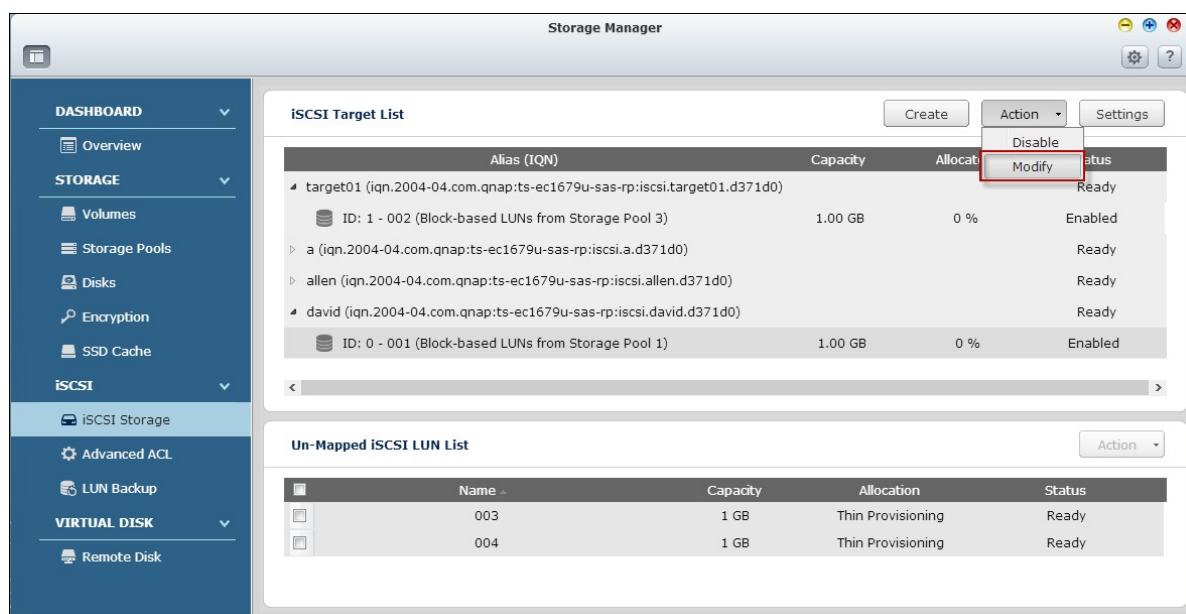 Storage Manager
?
DASHBOARD
Overview
STORAGE
Volumes
Storage Pools
Disks
Encryption
SSD Cache
iSCSI
iSCSI Storage
Advanced ACL
LUN Backup
VIRTUAL DISK
Remote Disk
iSCSI Target List
Create Action Settings
Disable
Modify
Alias (IQN) Capacity
target01 (iqn.2004-04.com.qnap:ts-ec1679u-sas-rp:iscsi.target01.d371d0) Ready
ID: 1 - 002 (Block-based LUNs from Storage Pool 3) 1.00 GB 0 % Enabled
a (iqn.2004-04.com.qnap:ts-ec1679u-sas-rp:iscsi.a.d371d0) Ready
allen (iqn.2004-04.com.qnap:ts-ec1679u-sas-rp:iscsi.allen.d371d0) Ready
david (iqn.2004-04.com.qnap:ts-ec1679u-sas-rp:iscsi.david.d371d0) Ready
ID: 0 - 001 (Block-based LUNs from Storage Pool 1) 1.00 GB 0 % Enabled
Un-Mapped iSCSI LUN List
Action
Name Capacity Allocation Status
003 1 GB Thin Provisioning Ready
004 1 GB Thin Provisioning Ready